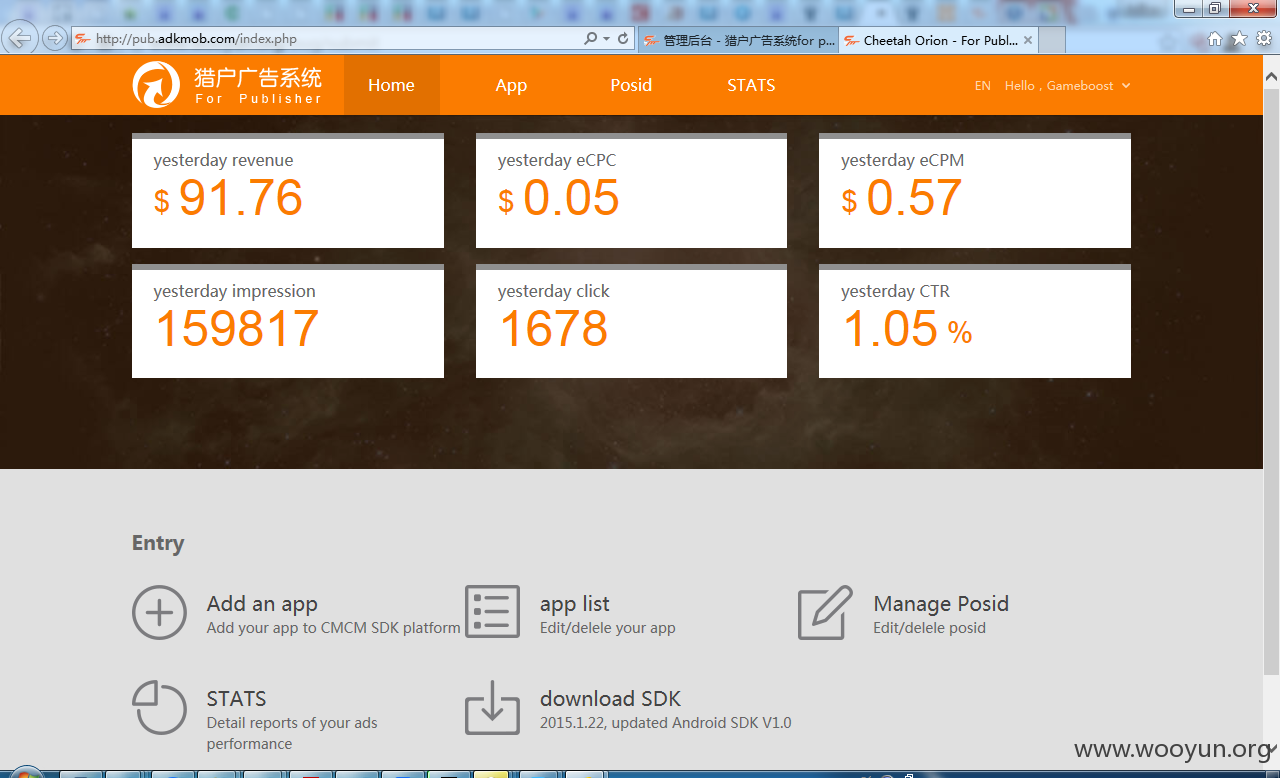 http://pub.adkmob.com/index.php
管理后台 - 猎户广告系统for p...
Cheetah Orion - For Publ...
猎户广告系统
For Publisher
Home
App
Posid
STATS
EN
Hello , Gameboost
yesterday revenue
$ 91.76
yesterday eCPC
$ 0.05
yesterday eCPM
$ 0.57
yesterday impression
159817
yesterday click
1678
yesterday CTR
1.05 %
Entry
Add an app
Add your app to CMCM SDK platform
app list
Edit/delele your app
Manage Posid
Edit/delele posid
STATS
Detail reports of your ads
performance
download SDK
2015.1.22, updated Android SDK V1.0
www.wooyun.org